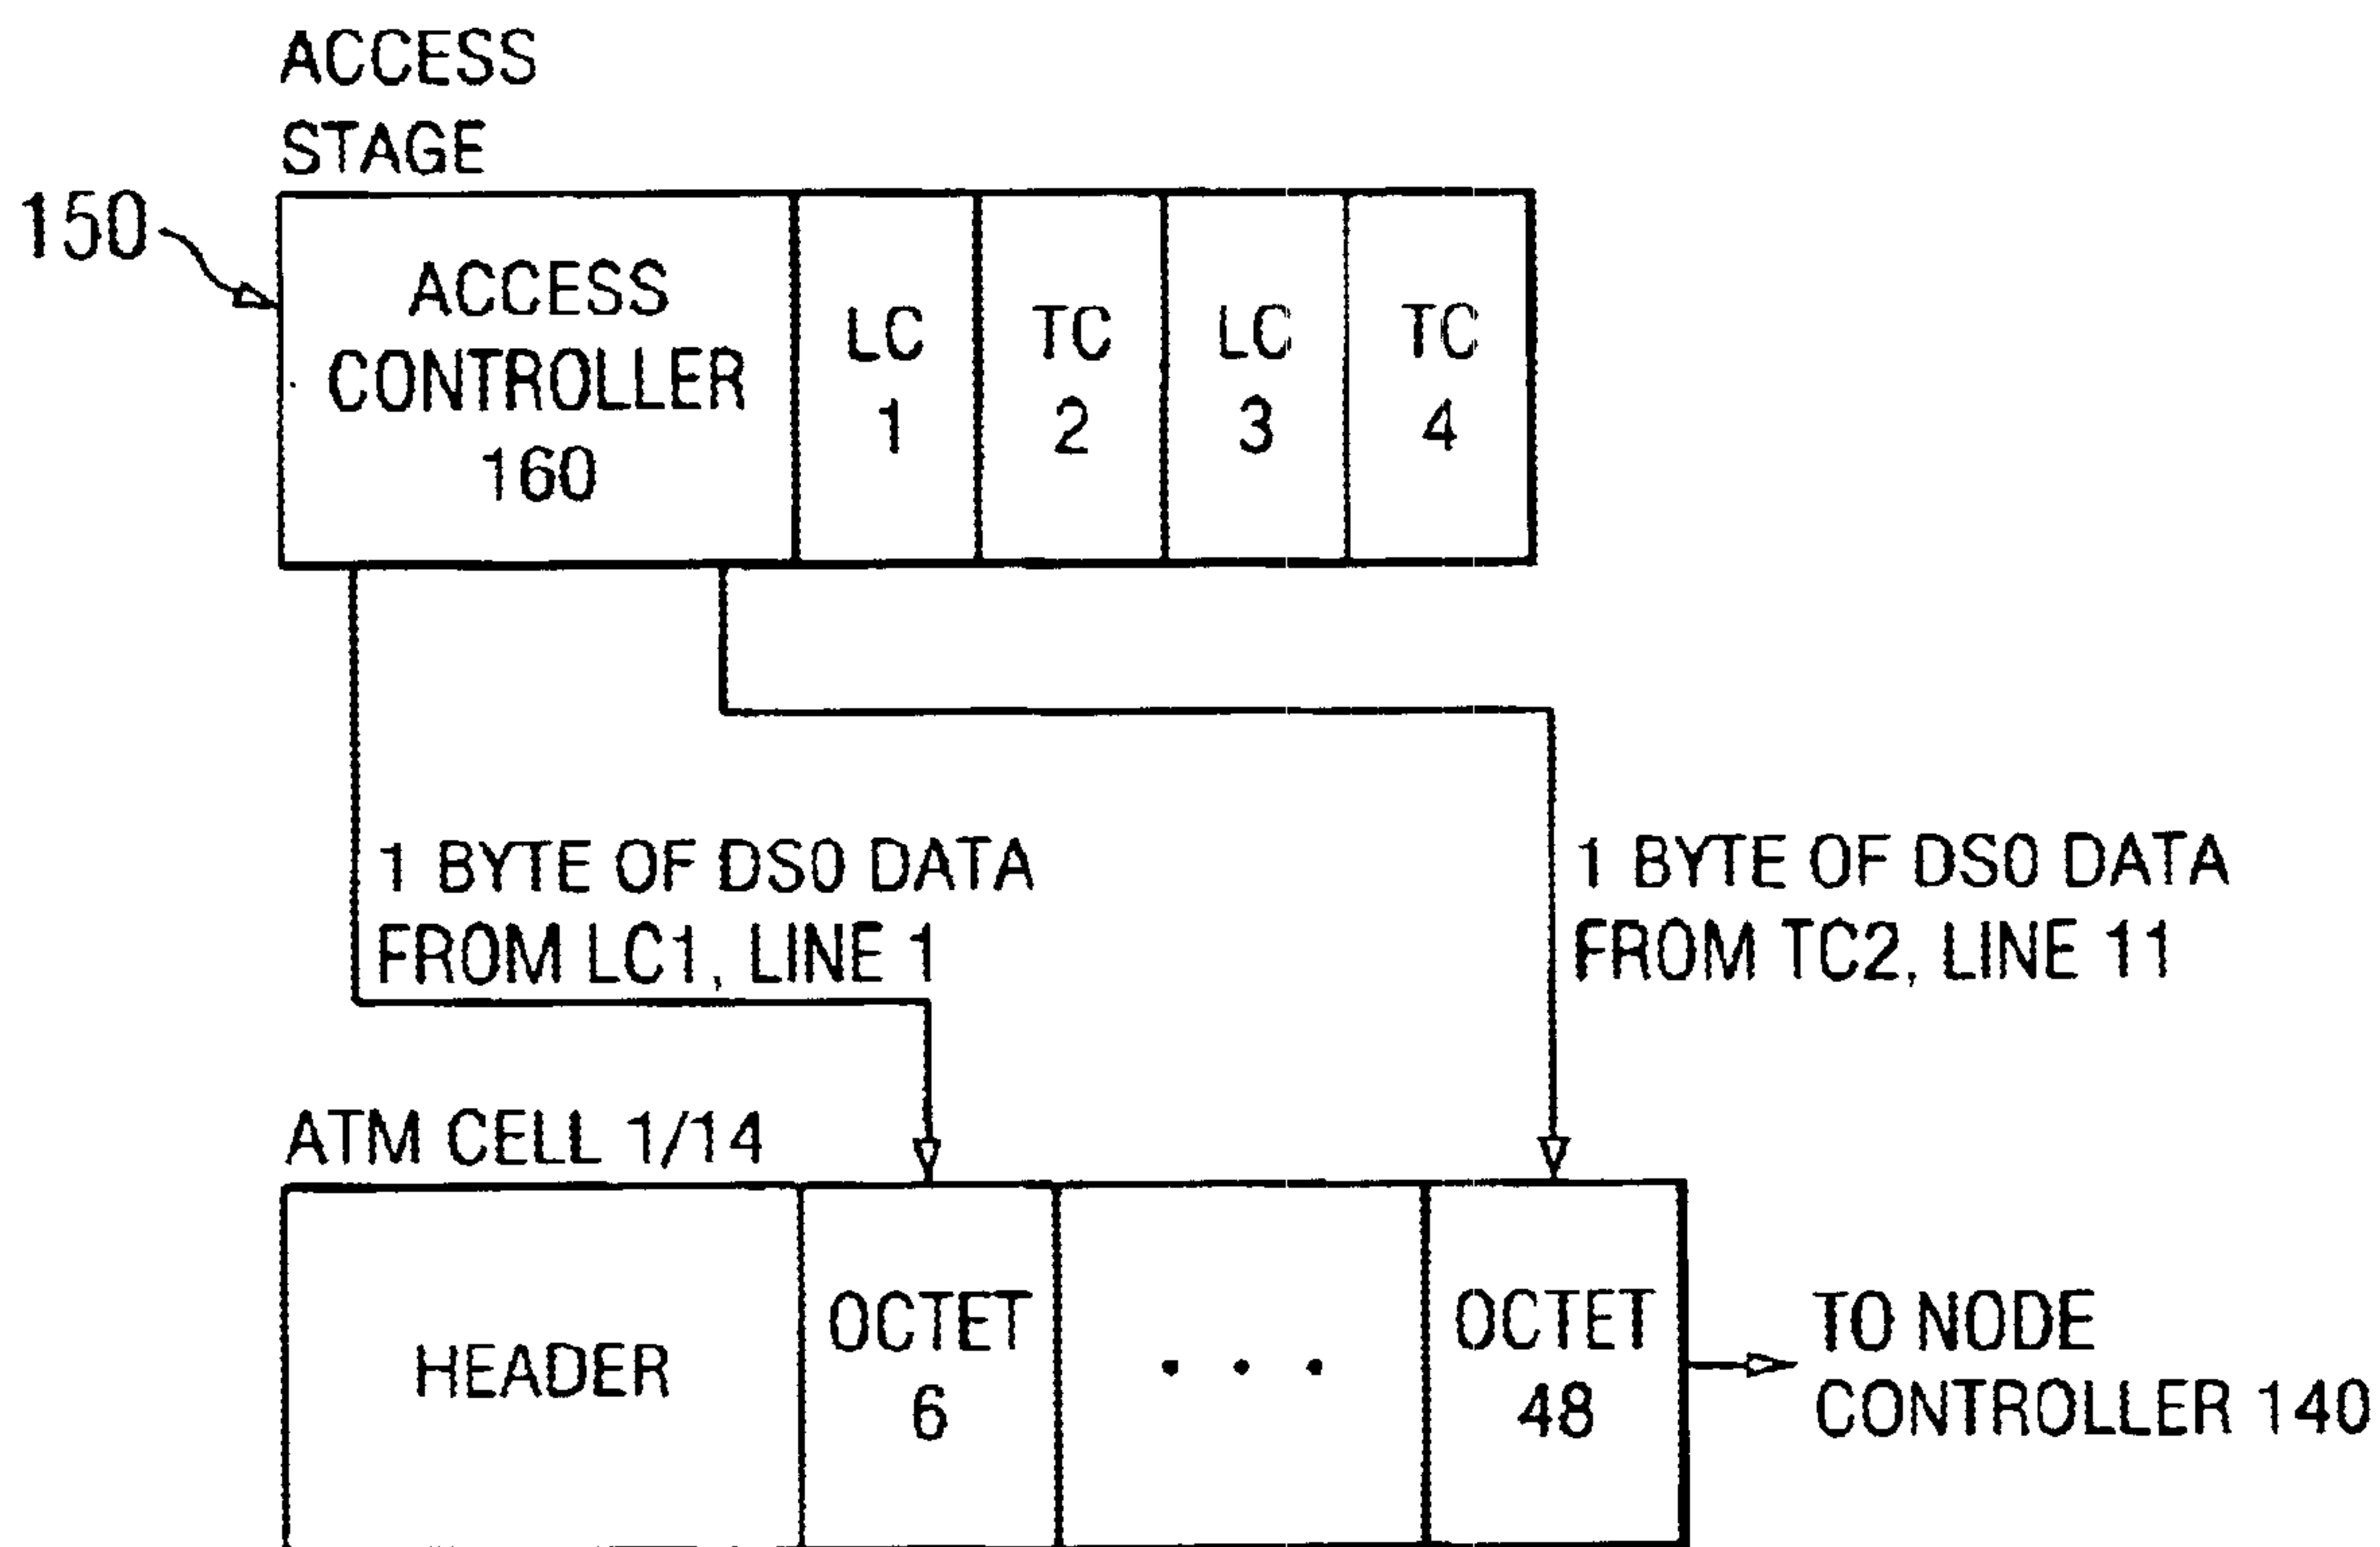 ACCESS
STAGE
150
ACCESS
CONTROLLER
160
LC
1
TC
2
LC
3
TC
4
1 BYTE OF DS0 DATA
FROM LC1, LINE 1
1 BYTE OF DS0 DATA
FROM TC2, LINE 11
ATM CELL 1/14
HEADER
OCTET
6
. . .
OCTET
48
TO NODE
CONTROLLER 140